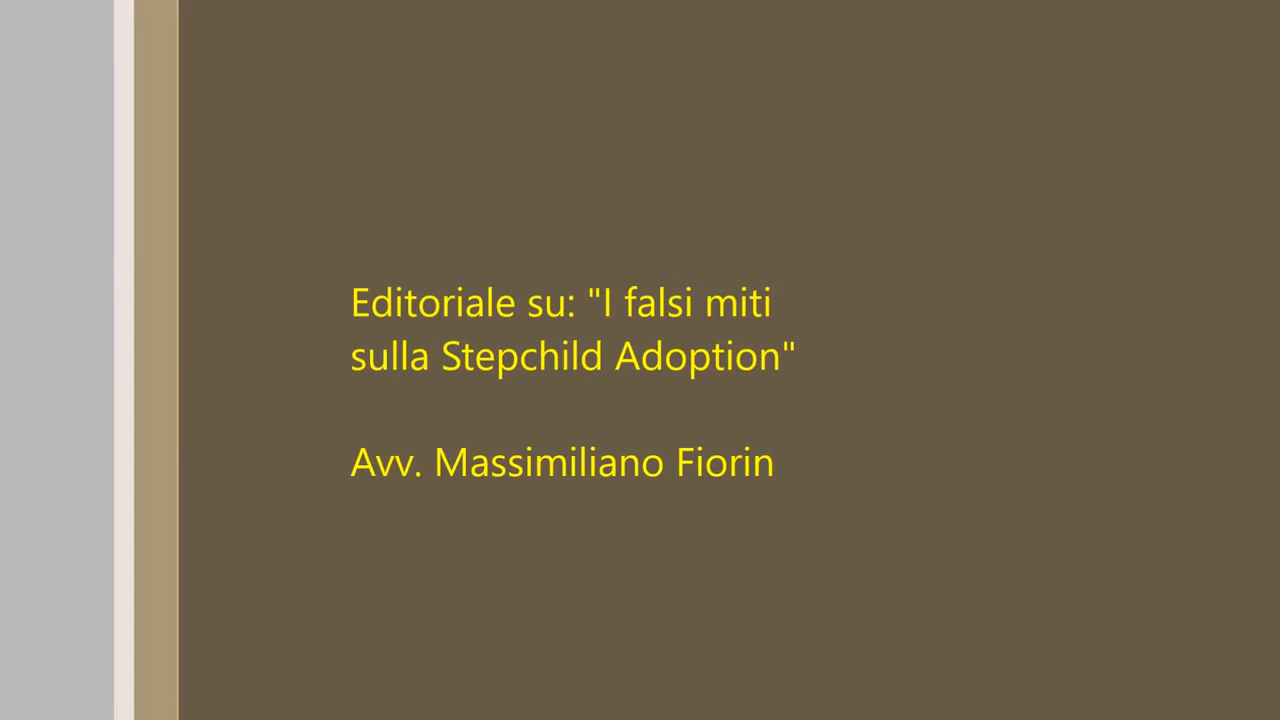 Editoriale su: "I falsi miti
sulla Stepchild Adoption"
Avv. Massimiliano Fiorin